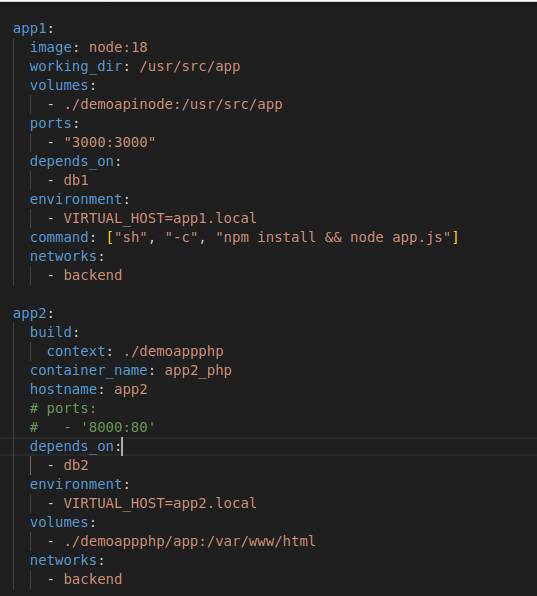 app1:
  image: node:18
  working_dir: /usr/src/app
  volumes:
    - ./demoapinode:/usr/src/app
  ports:
    - "3000:3000"
  depends_on:
    - db1
  environment:
    - VIRTUAL_HOST=app1.local
  command: ["sh", "-c", "npm install && node app.js"]
  networks:
    - backend

app2:
  build:
    context: ./demoappphp
  container_name: app2_php
  hostname: app2
  # ports:
  #   - '8000:80'
  depends_on:
    - db2
  environment:
    - VIRTUAL_HOST=app2.local
  volumes:
    - ./demoappphp/app:/var/www/html
  networks:
    - backend